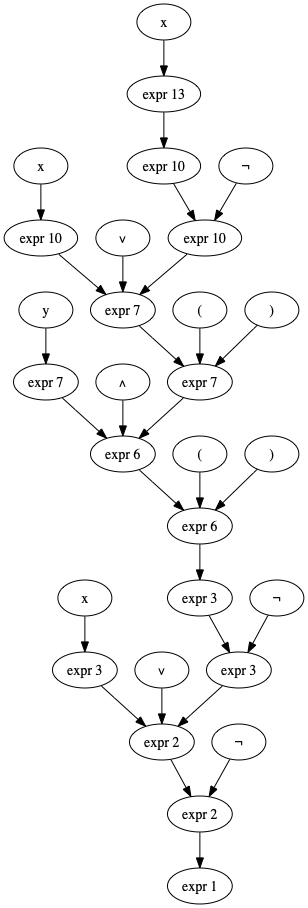 x
expr 13
x
expr 10
¬
expr 10
∨
expr 10
y
expr 7
(
)
expr 7
∧
expr 7
expr 6
(
)
expr 6
x
expr 3
¬
expr 3
∨
expr 3
expr 2
¬
expr 2
expr 1